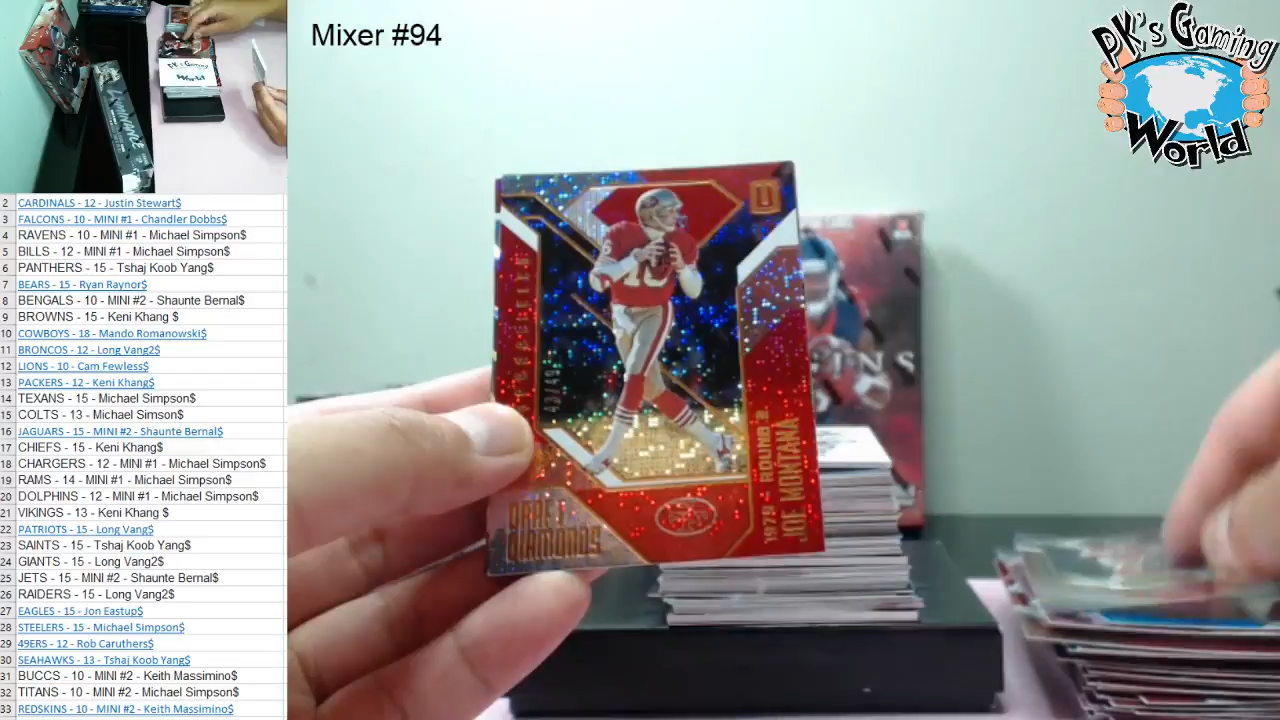 Mixer #94
PK's Gaming
World
PK's Gaming
World
2 CARDINALS - 12 - Justin Stewart$
3 FALCONS - 10 - MINI #1 - Chandler Dobbs$
4 RAVENS - 10 - MINI #1 - Michael Simpson$
5 BILLS - 12 - MINI #1 - Michael Simpson$
6 PANTHERS - 15 - Tshaj Koob Yang$
7 BEARS - 15 - Ryan Raynor$
8 BENGALS - 10 - MINI #2 - Shaunte Bernal$
9 BROWNS - 15 - Keni Khang $
10 COWBOYS - 18 - Mando Romanowski$
11 BRONCOS - 12 - Long Vang2$
12 LIONS - 10 - Cam Fewless$
13 PACKERS - 12 - Keni Khang$
14 TEXANS - 15 - Michael Simpson$
15 COLTS - 13 - Michael Simson$
16 JAGUARS - 15 - MINI #2 - Shaunte Bernal$
17 CHIEFS - 15 - Keni Khang$
18 CHARGERS - 12 - MINI #1 - Michael Simpson$
19 RAMS - 14 - MINI #1 - Michael Simpson$
20 DOLPHINS - 12 - MINI #1 - Michael Simpson$
21 VIKINGS - 13 - Keni Khang $
22 PATRIOTS - 15 - Long Vang$
23 SAINTS - 15 - Tshaj Koob Yang$
24 GIANTS - 15 - Long Vang2$
25 JETS - 15 - MINI #2 - Shaunte Bernal$
26 RAIDERS - 15 - Long Vang2$
27 EAGLES - 15 - Jon Eastup$
28 STEELERS - 15 - Michael Simpson$
29 49ERS - 12 - Rob Caruthers$
30 SEAHAWKS - 13 - Tshaj Koob Yang$
31 BUCCS - 10 - MINI #2 - Keith Massimino$
32 TITANS - 10 - MINI #2 - Michael Simpson$
33 REDSKINS - 10 - MINI #2 - Keith Massimino$
43/49
16
DRAFT
DIAMONDS
1979 - ROUND 3
JOE MONTANA